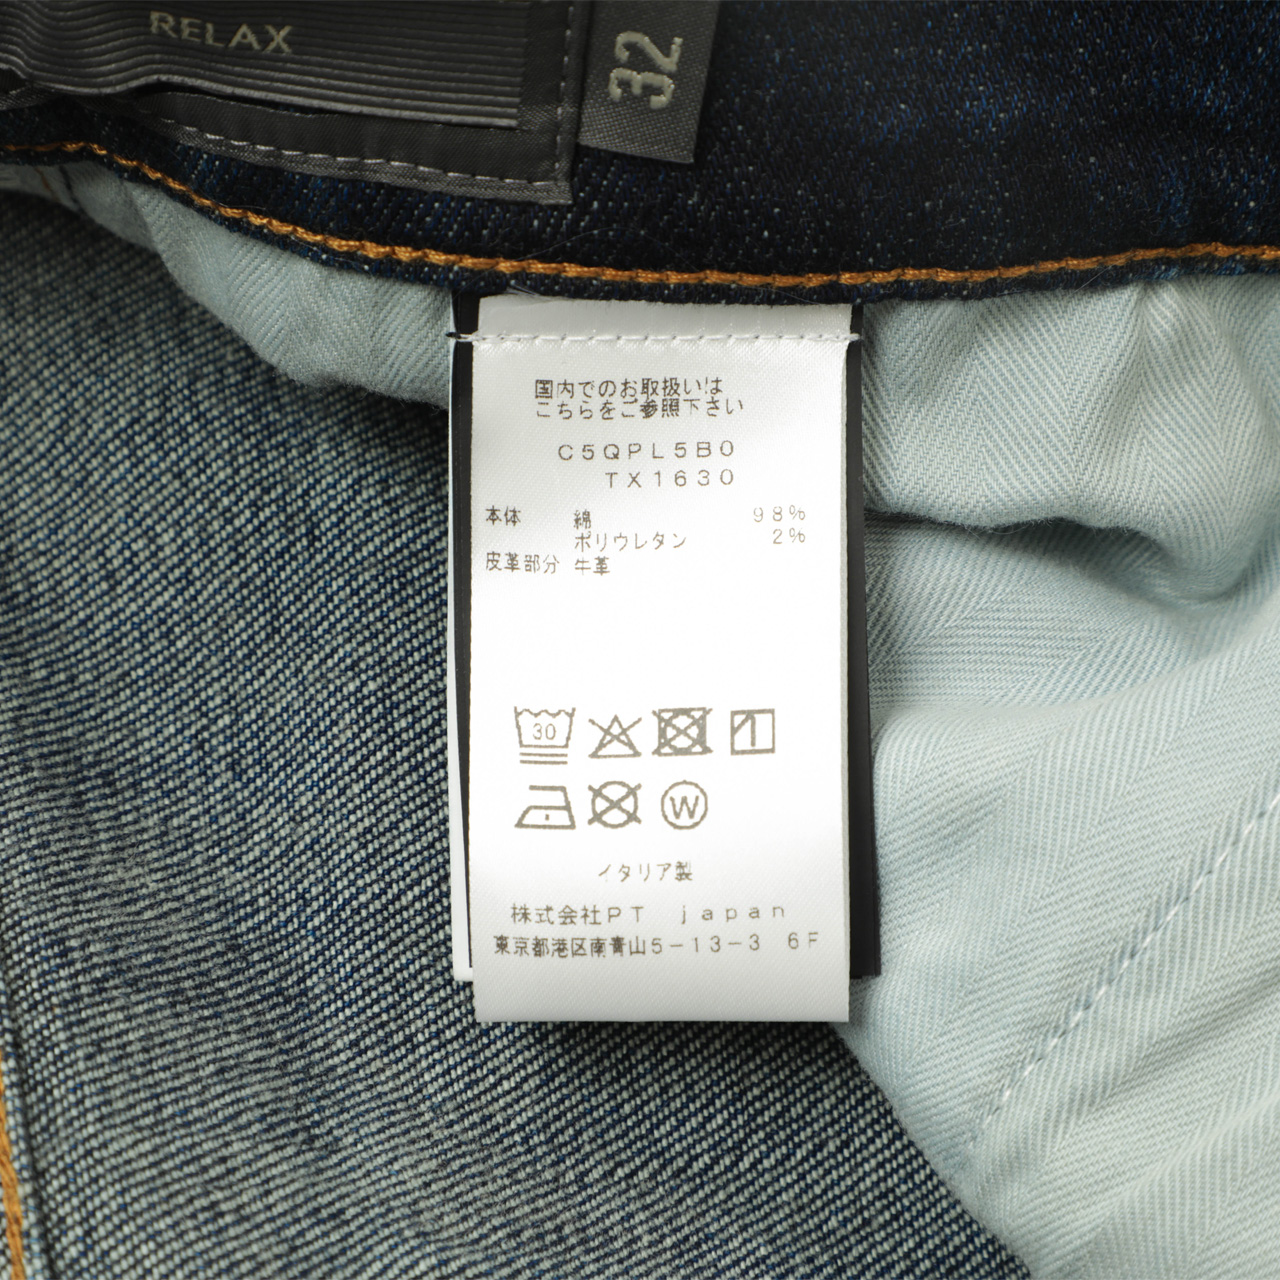 RELAX
32
国内でのお取扱いは
こちらをご参照下さい
C5QPL5B0
TX1630
本体 綿 98%
ポリウレタン 2%
皮革部分 牛革
30
W
イタリア製
株式会社PT japan
東京都港区南青山5-13-3 6F